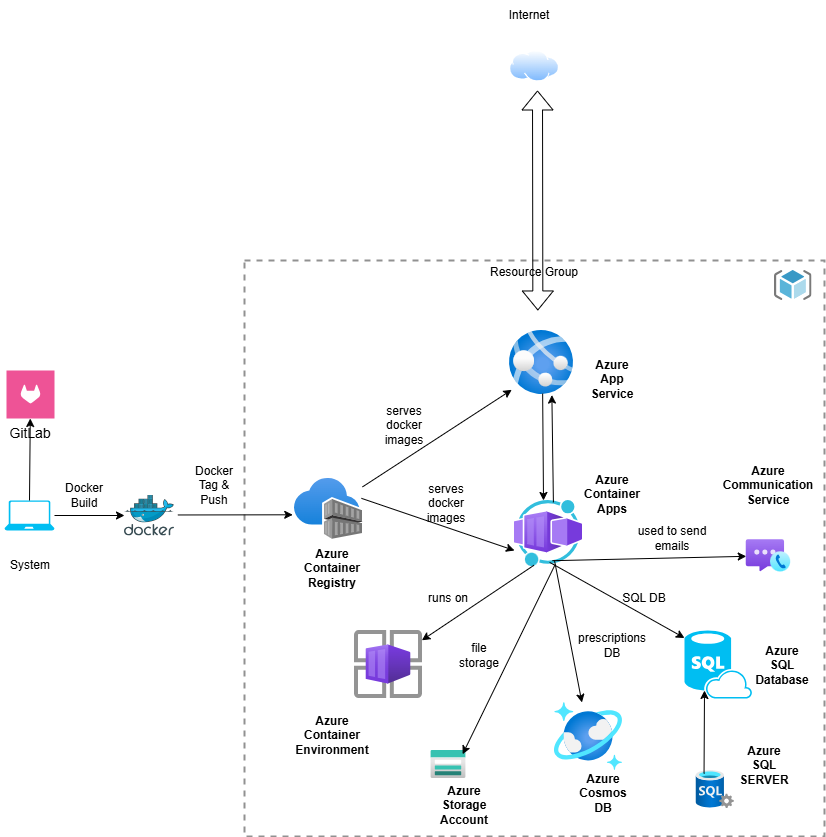 Internet
Resource Group
Azure
App
Service
serves
docker
images
GitLab
Docker
Build
docker
Docker
Tag &
Push
serves
docker
images
Azure
Container
Apps
Azure
Communication
Service
used to send
emails
System
Azure
Container
Registry
runs on
SQL DB
file
storage
prescriptions
DB
SQL
Azure
SQL
Database
Azure
Container
Environment
Azure
Storage
Account
Azure
Cosmos
DB
SQL
Azure
SQL
SERVER